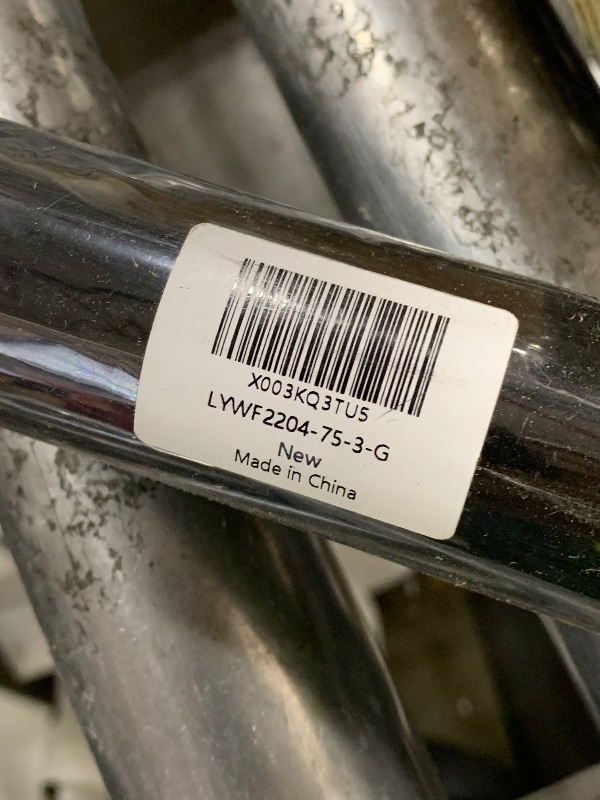 X003KQ3TU5
LYWF2204-75-3-G
New
Made in China